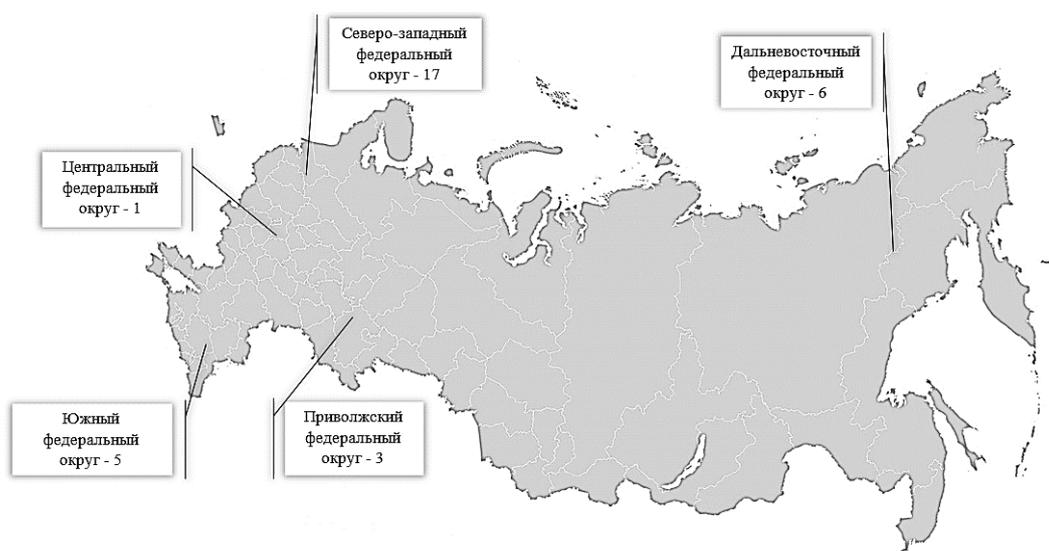 Северо-западный
федеральный
округ - 17
Дальневосточный
федеральный
округ - 6
Центральный
федеральный
округ - 1
Южный
федеральный
округ - 5
Приволжский
федеральный
округ - 3